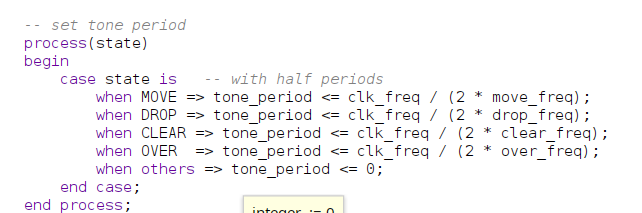 -- set tone period
process(state)
begin
    case state is   -- with half periods
        when MOVE => tone_period <= clk_freq / (2 * move_freq);
        when DROP => tone_period <= clk_freq / (2 * drop_freq);
        when CLEAR => tone_period <= clk_freq / (2 * clear_freq);
        when OVER  => tone_period <= clk_freq / (2 * over_freq);
        when others => tone_period <= 0;
    end case;
end process;
integer := 0